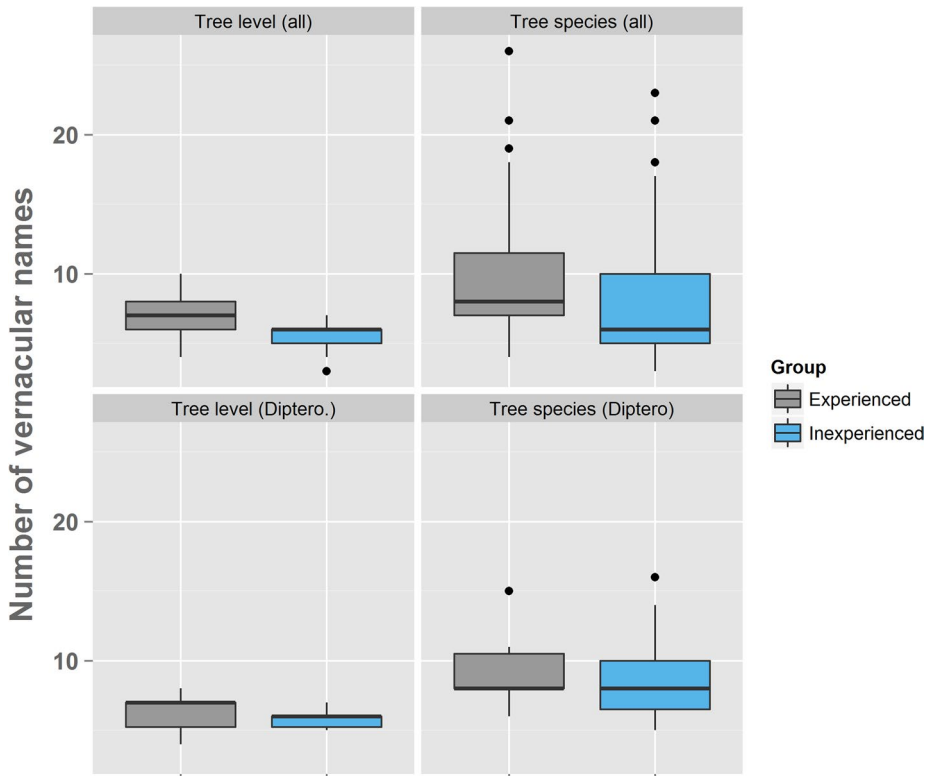 Tree level (all)
Tree species (all)
20
10
Number of vernacular names
Tree level (Diptero.)
Tree species (Diptero)
20
10
Group
Experienced
Inexperienced